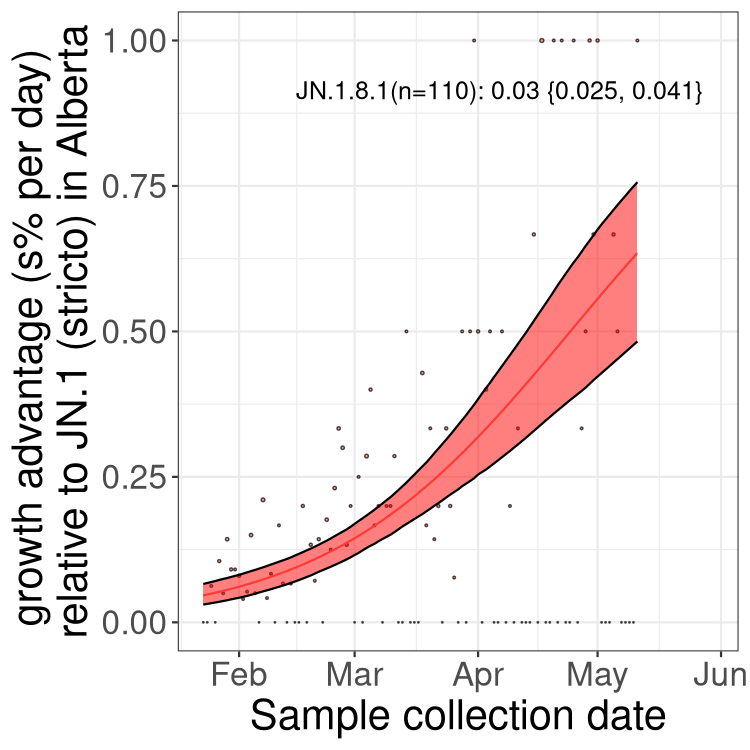 growth advantage (s% per day)
relative to JN.1 (stricto) in Alberta
1.00
0.75
0.50
0.25
0.00
JN.1.8.1(n=110): 0.03 {0.025, 0.041}
Feb Mar Apr May Jun
Sample collection date